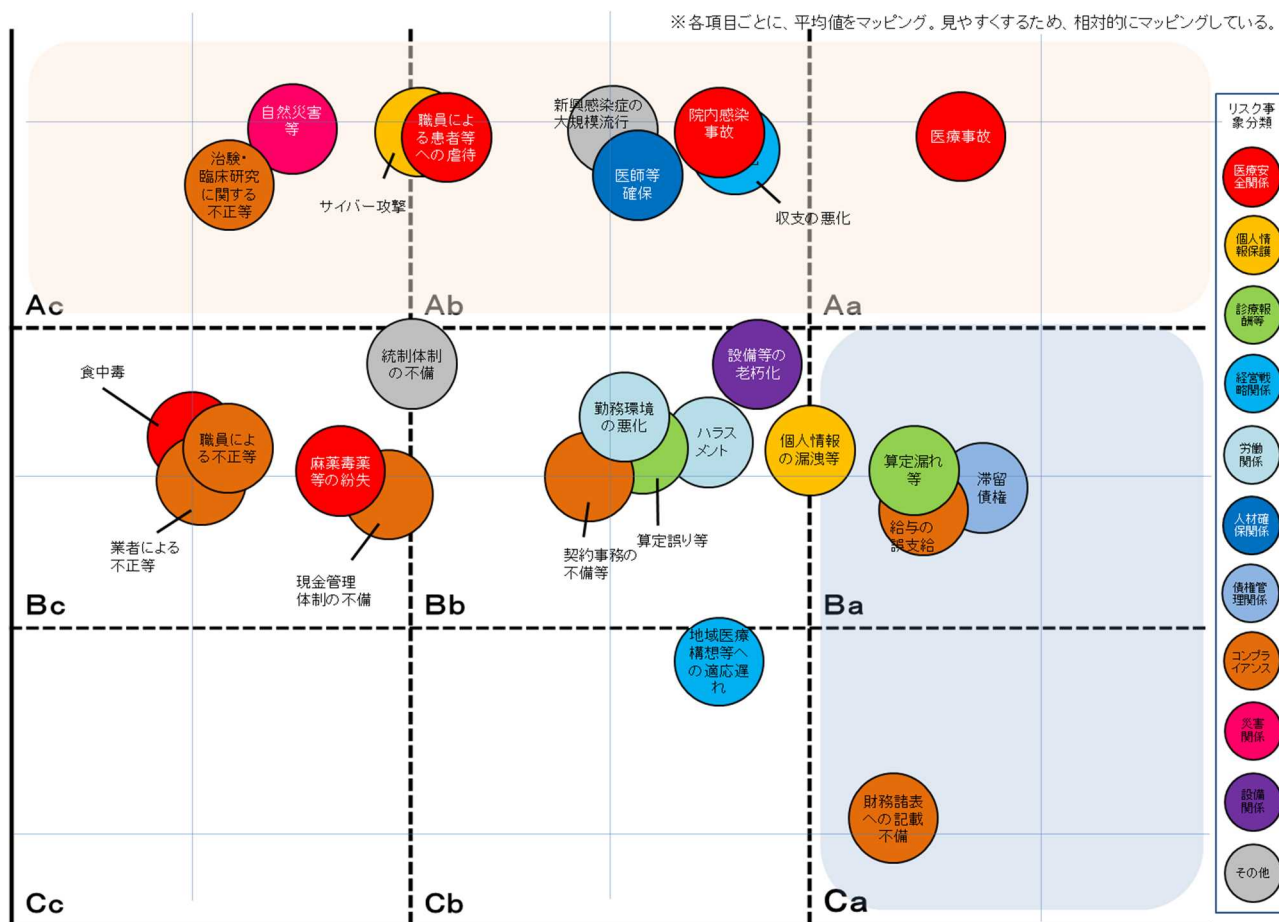 ※各項目ごとに、平均値をマッピング。見やすくするため、相対的にマッピングしている。
自然災害
等
治験・
臨床研究
に関する
不正等
サイバー攻撃
職員によ
る患者等
への虐待
新興感染症の
大規模流行
医師等
確保
院内感染
事故
収支の悪化
医療事故
Ac
Ab
Aa
食中毒
職員によ
る不正等
業者による
不正等
麻薬毒薬
等の紛失
現金管理
体制の不備
統制体制
の不備
勤務環境
の悪化
契約事務の
不備等
算定誤り等
ハラス
メント
設備等の
老朽化
個人情報
の漏洩等
算定漏れ
等
給与の
誤支給
滞留
債権
Bc
Bb
Ba
地域医療
構想等へ
の適応遅
れ
財務諸表
への記載
不備
Cc
Cb
Ca
リスク事
象分類
医療安
全関係
個人情
報保護
診療報
酬等
経営戦
略関係
労働
関係
人材確
保関係
債権管
理関係
コンプラ
イアンス
災害
関係
設備
関係
その他